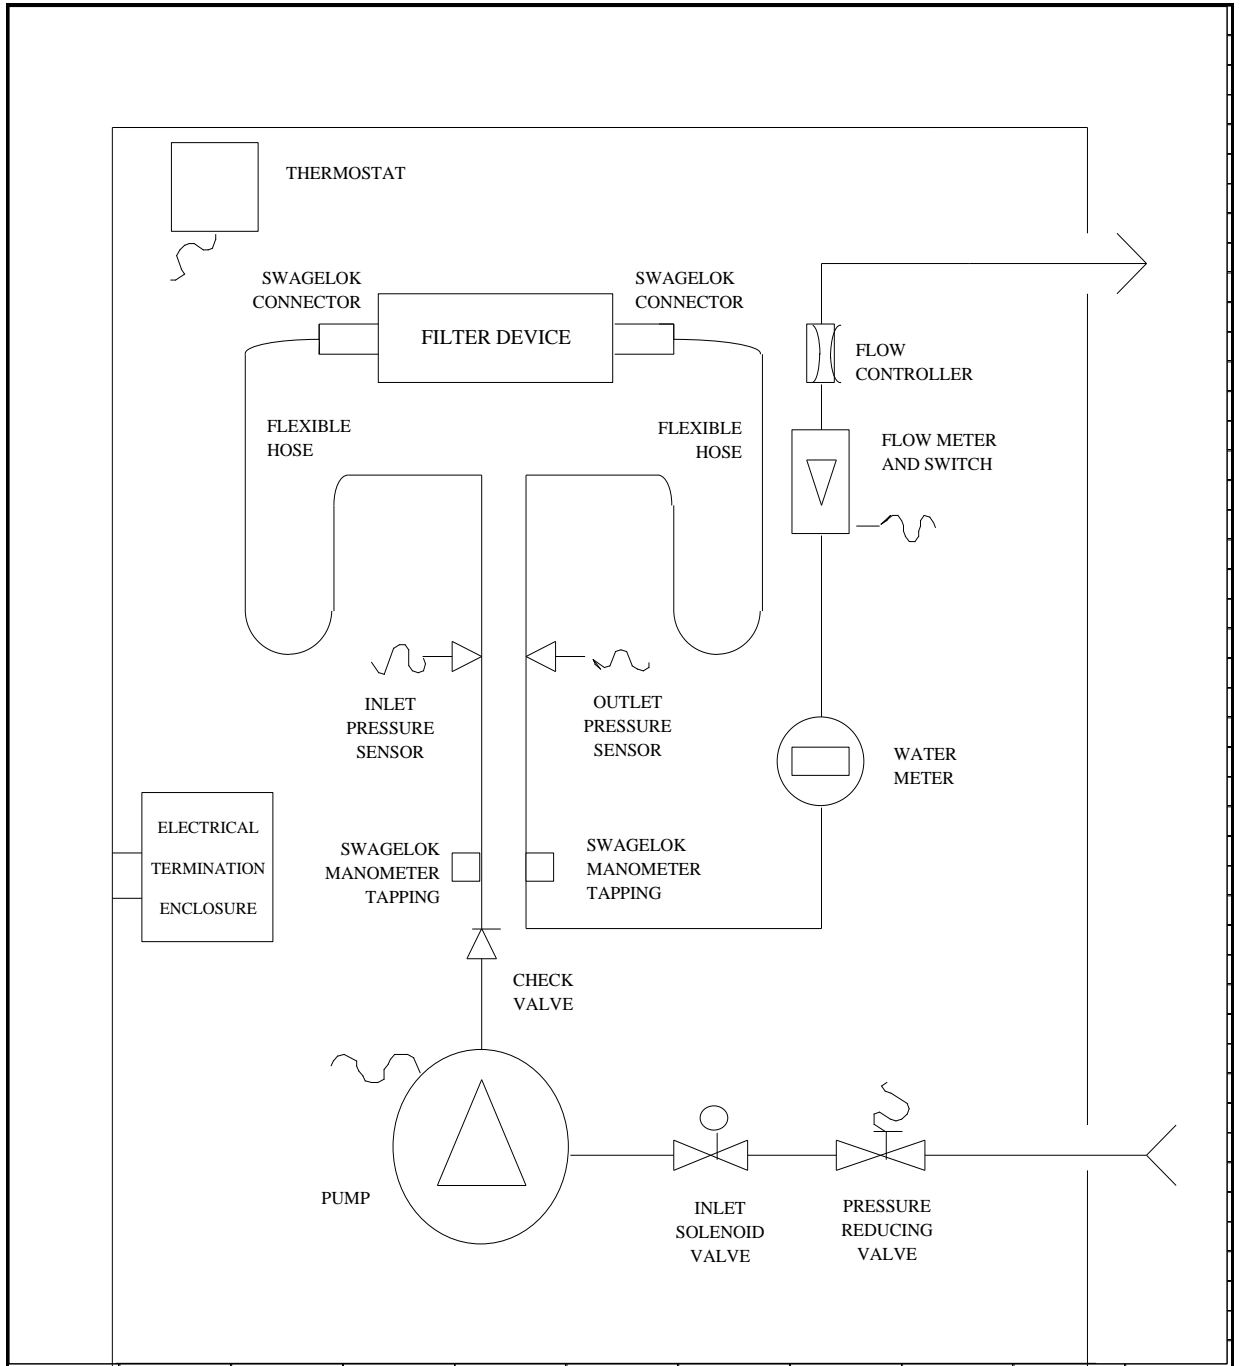 THERMOSTAT
SWAGELOK
CONNECTOR
SWAGELOK
CONNECTOR
FILTER DEVICE
FLOW
CONTROLLER
FLEXIBLE
HOSE
FLEXIBLE
HOSE
FLOW METER
AND SWITCH
INLET
PRESSURE
SENSOR
OUTLET
PRESSURE
SENSOR
WATER
METER
ELECTRICAL
TERMINATION
ENCLOSURE
SWAGELOK
MANOMETER
TAPPING
SWAGELOK
MANOMETER
TAPPING
CHECK
VALVE
PUMP
INLET
SOLENOID
VALVE
PRESSURE
REDUCING
VALVE